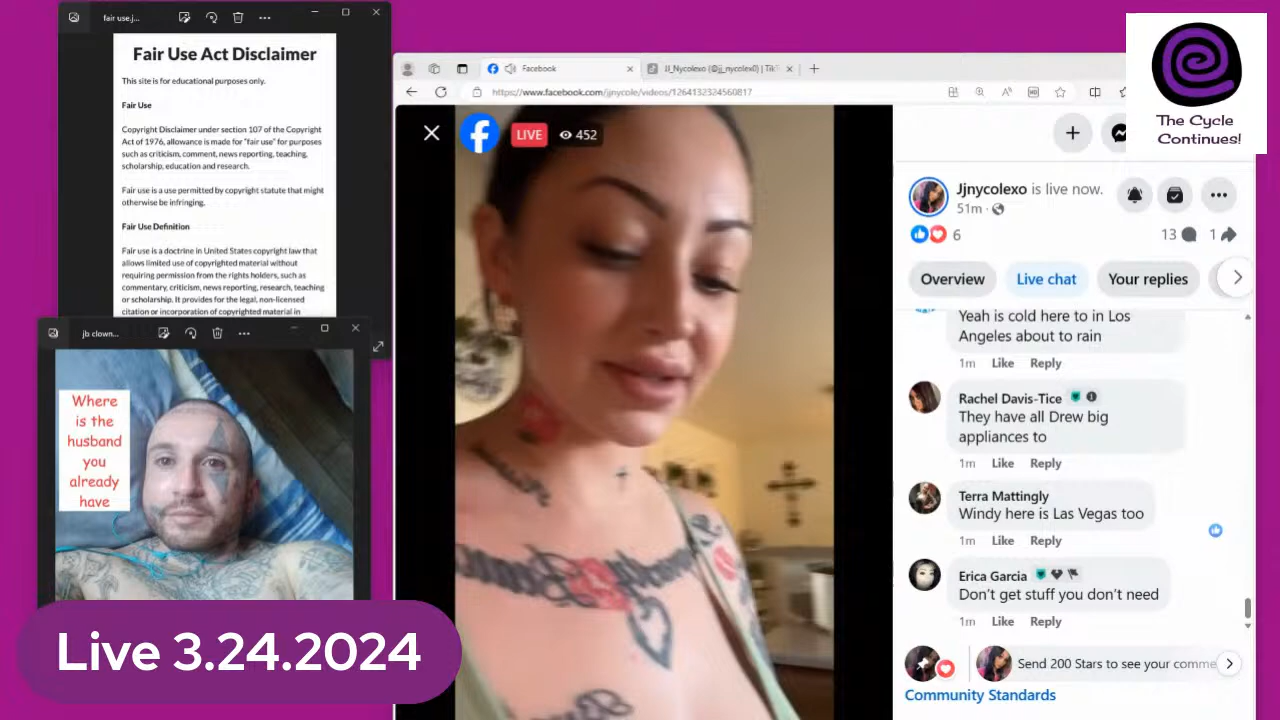 fair use.j...
Fair Use Act Disclaimer
This site is for educational purposes only.
Fair Use
Copyright Disclaimer under section 107 of the Copyright
Act of 1976, allowance is made for "fair use" for purposes
such as criticism, comment, news reporting, teaching,
scholarship, education and research.
Fair use is a use permitted by copyright statute that might
otherwise be infringing.
Fair Use Definition
Fair use is a doctrine in United States copyright law that
allows limited use of copyrighted material without
requiring permission from the rights holders, such as
commentary, criticism, news reporting, research, teaching
or scholarship. It provides for the legal, non-licensed
citation or incorporation of copyrighted material in
jb clown...
Where
is the
husband
you
already
have
Live 3.24.2024
Facebook
JJ_Nycolexo (@jj_nycolex0) | TikT
https://www.facebook.com/jjnycole/videos/1264132324560817
LIVE
452
The Cycle
Continues!
Jjnycolexo is live now.
51m
6
13
1
Overview
Live chat
Your replies
Yeah is cold here to in Los
Angeles about to rain
1m Like Reply
Rachel Davis-Tice
They have all Drew big
appliances to
1m Like Reply
Terra Mattingly
Windy here is Las Vegas too
1m Like Reply
Erica Garcia
Don't get stuff you don't need
1m Like Reply
Send 200 Stars to see your comme
Community Standards